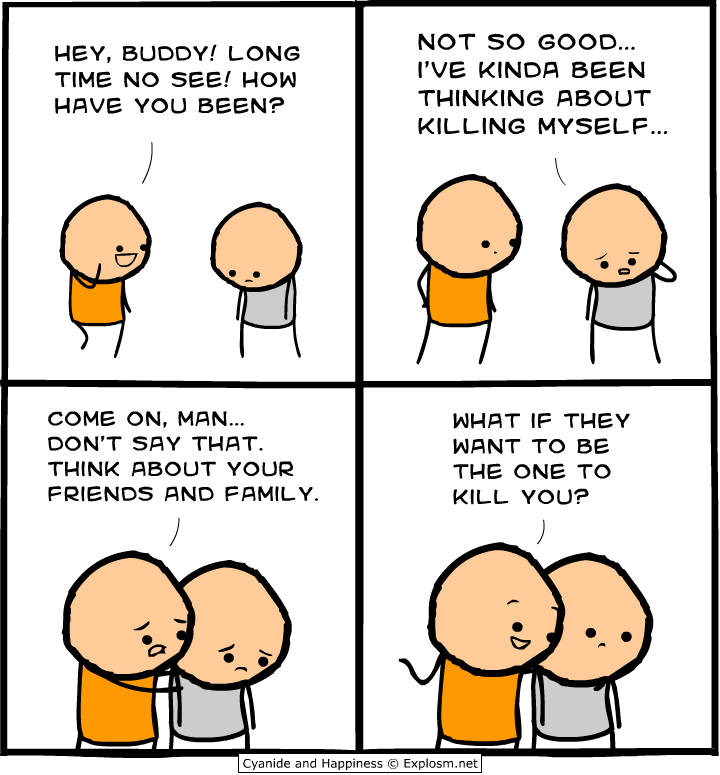 HEY, BUDDY! LONG
TIME NO SEE! HOW
HAVE YOU BEEN?
NOT SO GOOD...
I'VE KINDA BEEN
THINKING ABOUT
KILLING MYSELF...
COME ON, MAN...
DON'T SAY THAT.
THINK ABOUT YOUR
FRIENDS AND FAMILY.
WHAT IF THEY
WANT TO BE
THE ONE TO
KILL YOU?
Cyanide and Happiness © Explosm.net